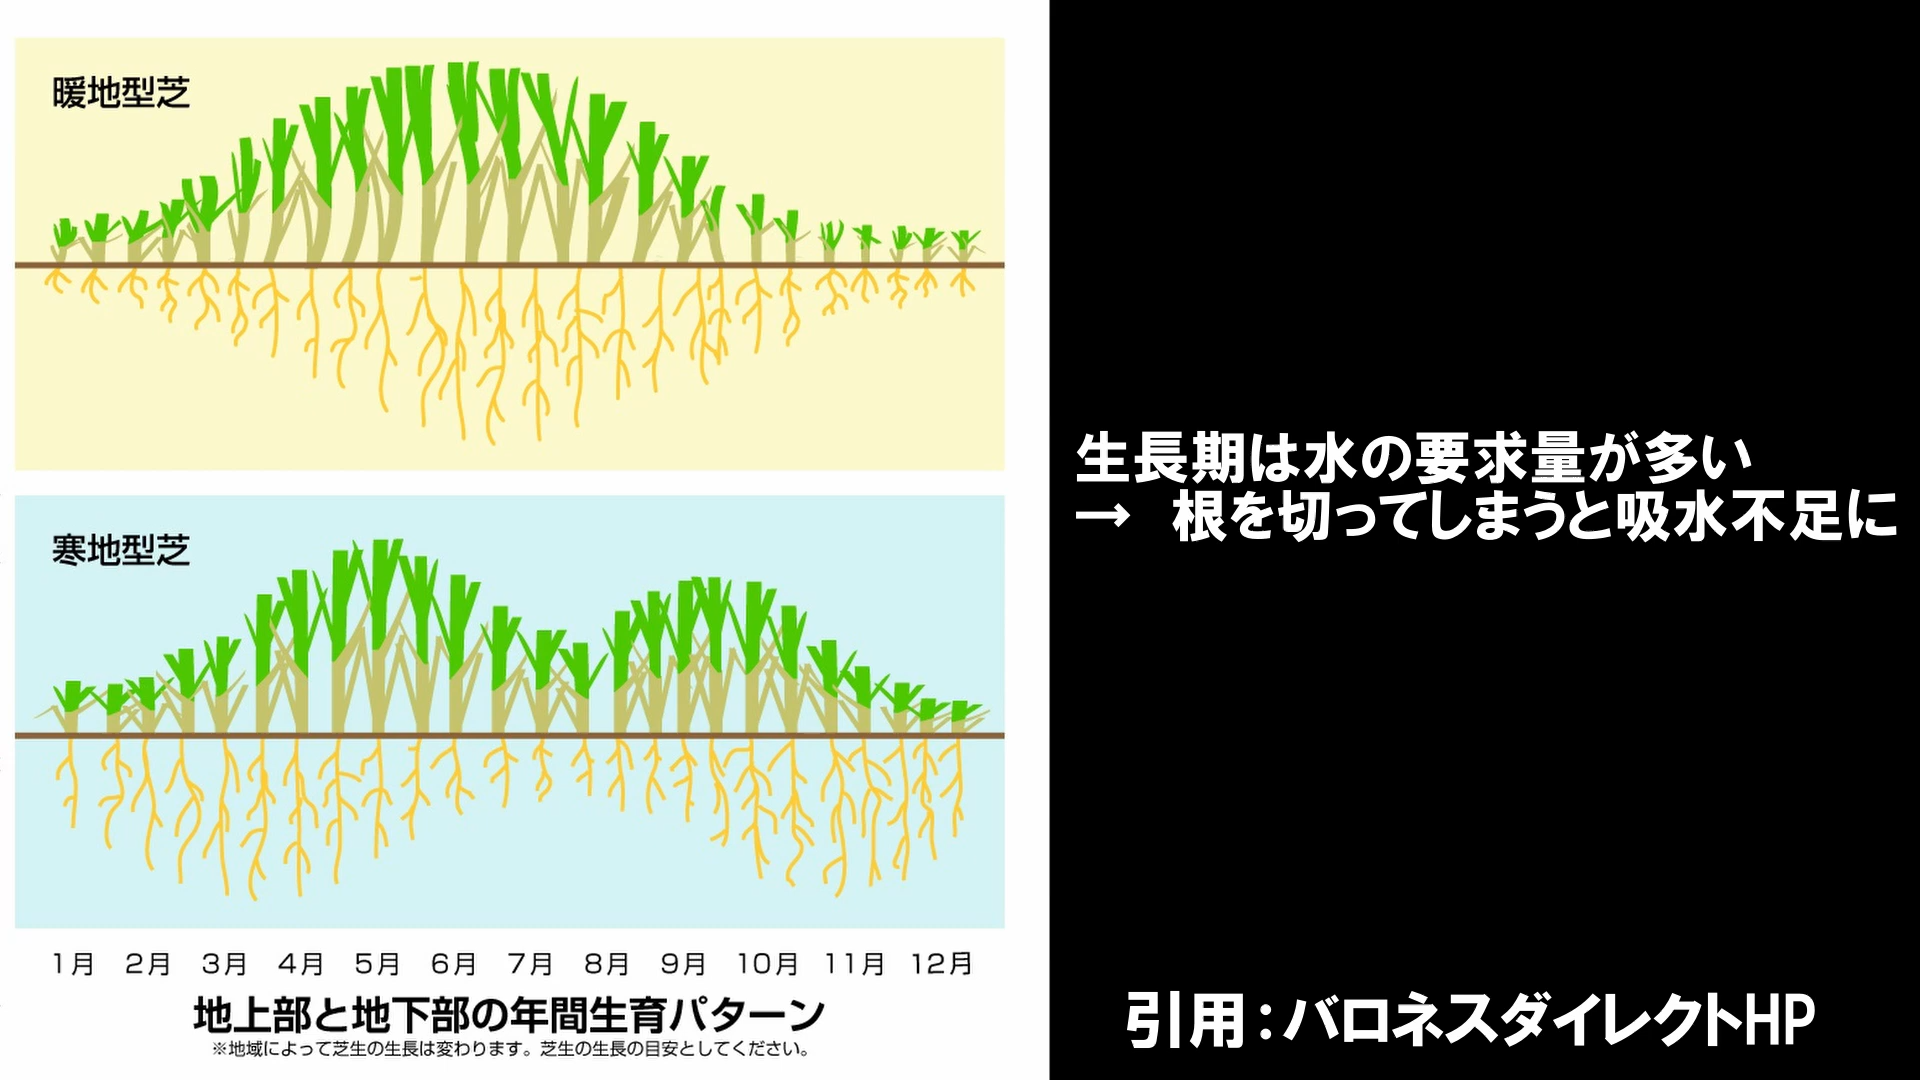 暖地型芝
寒地型芝
1月 2月 3月 4月 5月 6月 7月 8月 9月 10月 11月 12月
地上部と地下部の年間生育パターン
※地域によって芝生の生長は変わります。芝生の生長の目安としてください。
生長期は水の要求量が多い
→ 根を切ってしまうと吸水不足に
引用：バロネスダイレクトHP